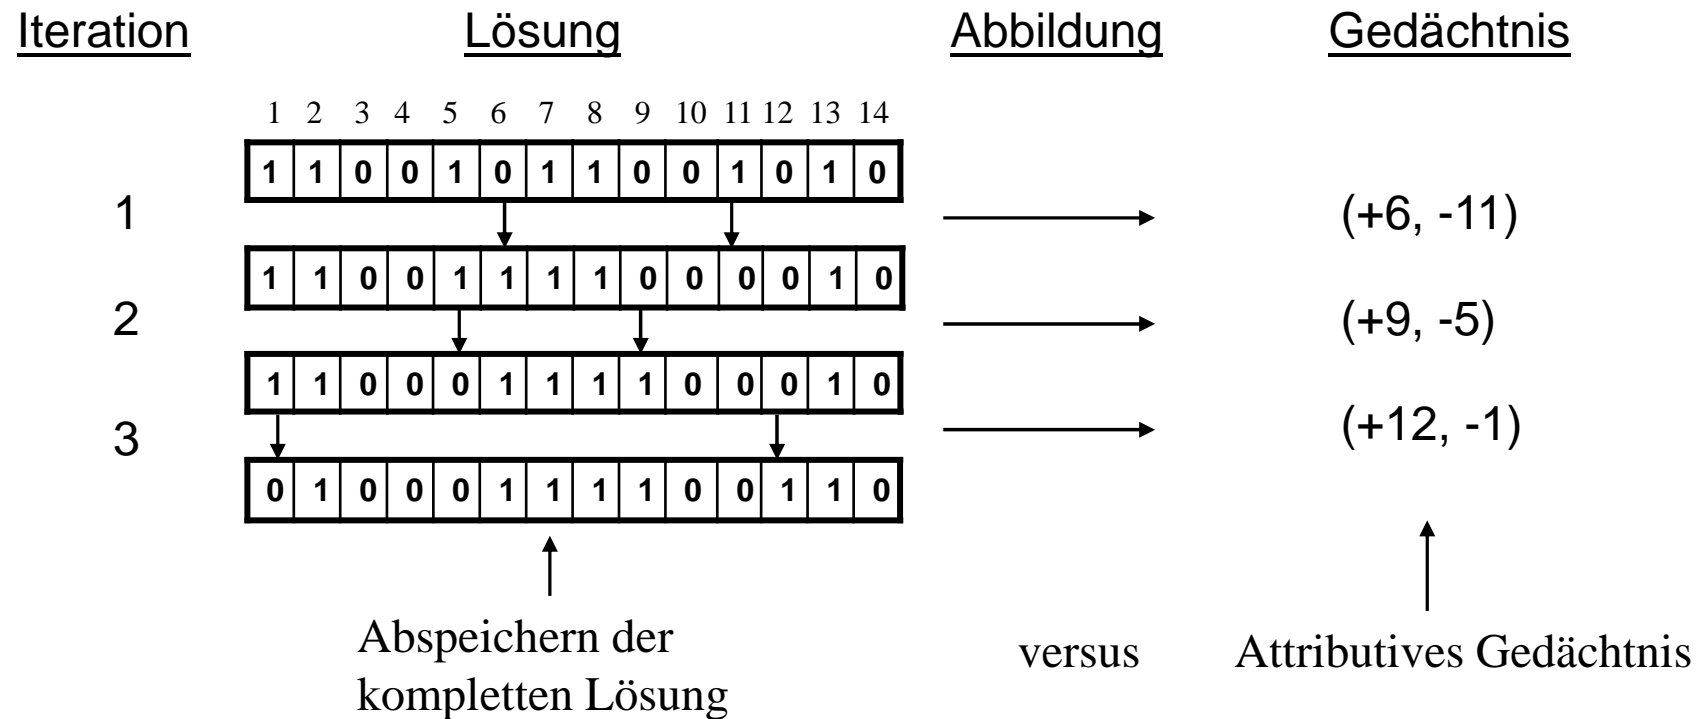 Iteration Lösung Abbildung Gedächtnis
1 2 3 4 5 6 7 8 9 10 11 12 13 14
1 1 0 0 1 0 1 1 0 0 1 0 1 0
1 (+6, -11)
1 1 0 0 1 1 1 1 0 0 0 0 1 0
2 (+9, -5)
1 1 0 0 0 1 1 1 1 0 0 0 1 0
3 (+12, -1)
0 1 0 0 0 1 1 1 1 0 0 1 1 0
Abspeichern der
kompletten Lösung
versus
Attributives Gedächtnis